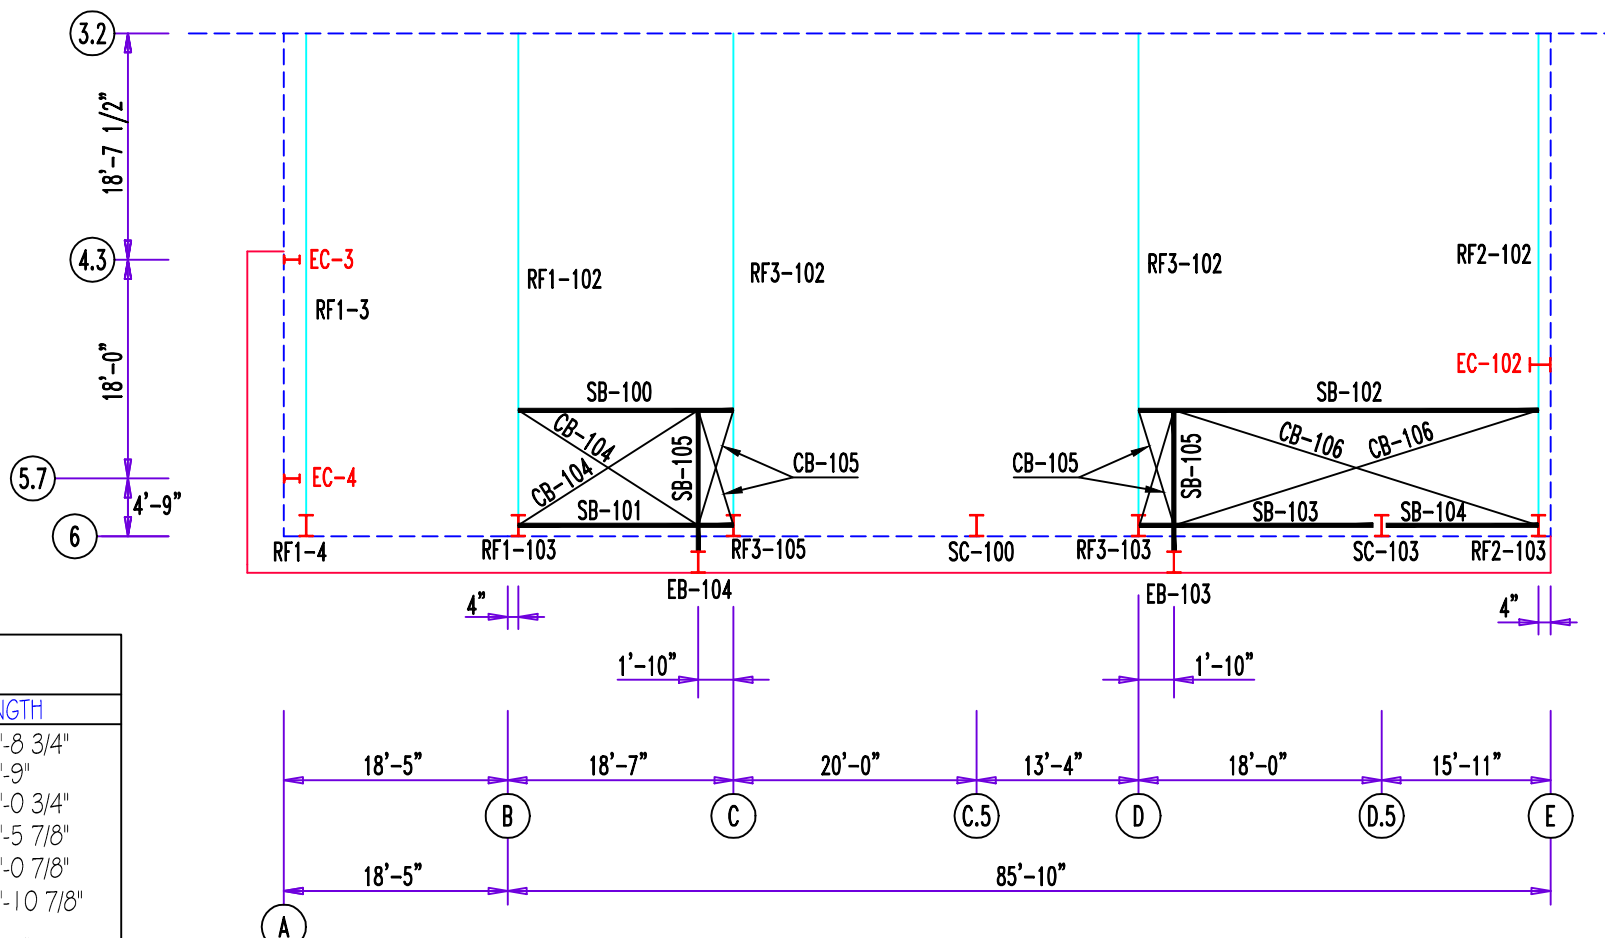 3.2
18'-7 1/2"
4.3
EC-3
RF1-3
RF1-102
RF3-102
RF3-102
RF2-102
18'-0"
EC-102
SB-100
SB-102
CB-104
CB-104
SB-105
CB-105
CB-105
SB-105
CB-106
CB-106
5.7
EC-4
4'-9"
SB-101
SB-103
SB-104
6
RF1-4
RF1-103
RF3-105
SC-100
RF3-103
SC-103
RF2-103
EB-104
EB-103
4"
4"
1'-10"
1'-10"
NGTH
'-8 3/4"
'-9"
'-0 3/4"
'-5 7/8"
'-0 7/8"
'-10 7/8"
18'-5"
18'-7"
20'-0"
13'-4"
18'-0"
15'-11"
B
C
C.5
D
D.5
E
18'-5"
85'-10"
A